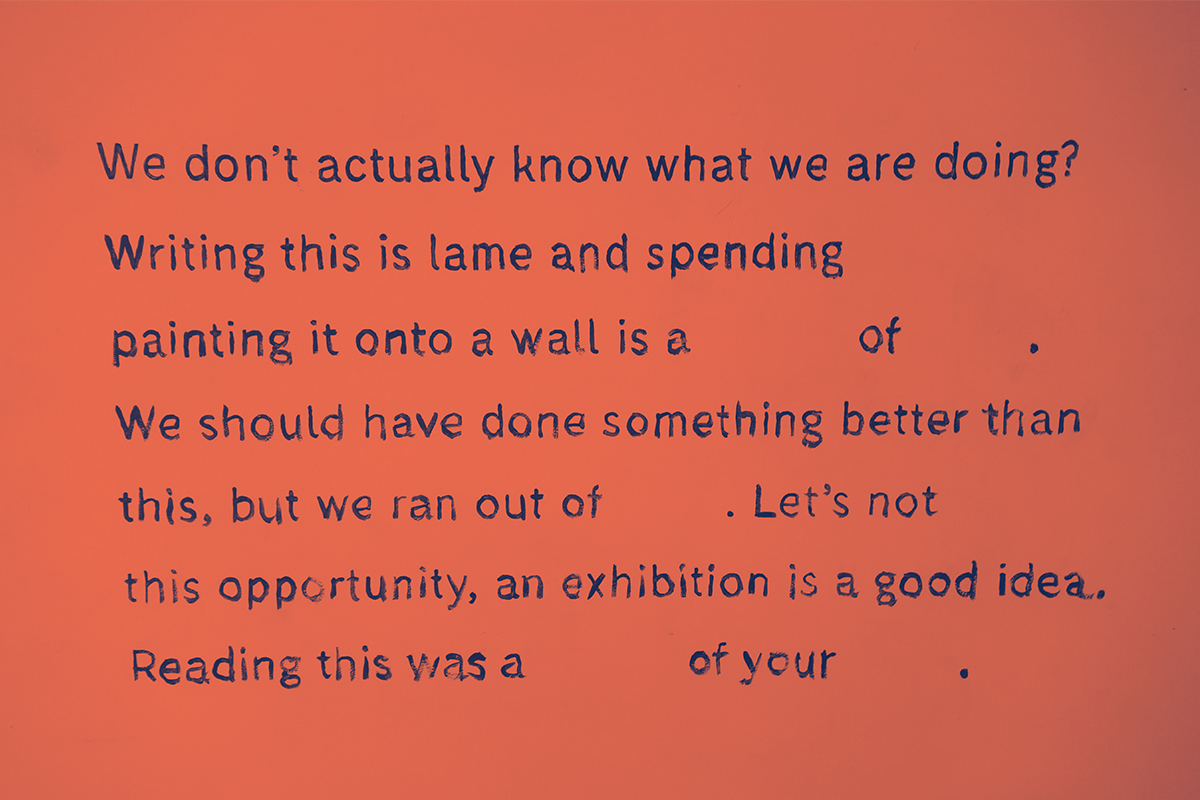 We don't actually know what we are doing?
Writing this is lame and spending
painting it onto a wall is a of .
We should have done something better than
this, but we ran out of . Let's not
this opportunity, an exhibition is a good idea..
Reading this was a of your .